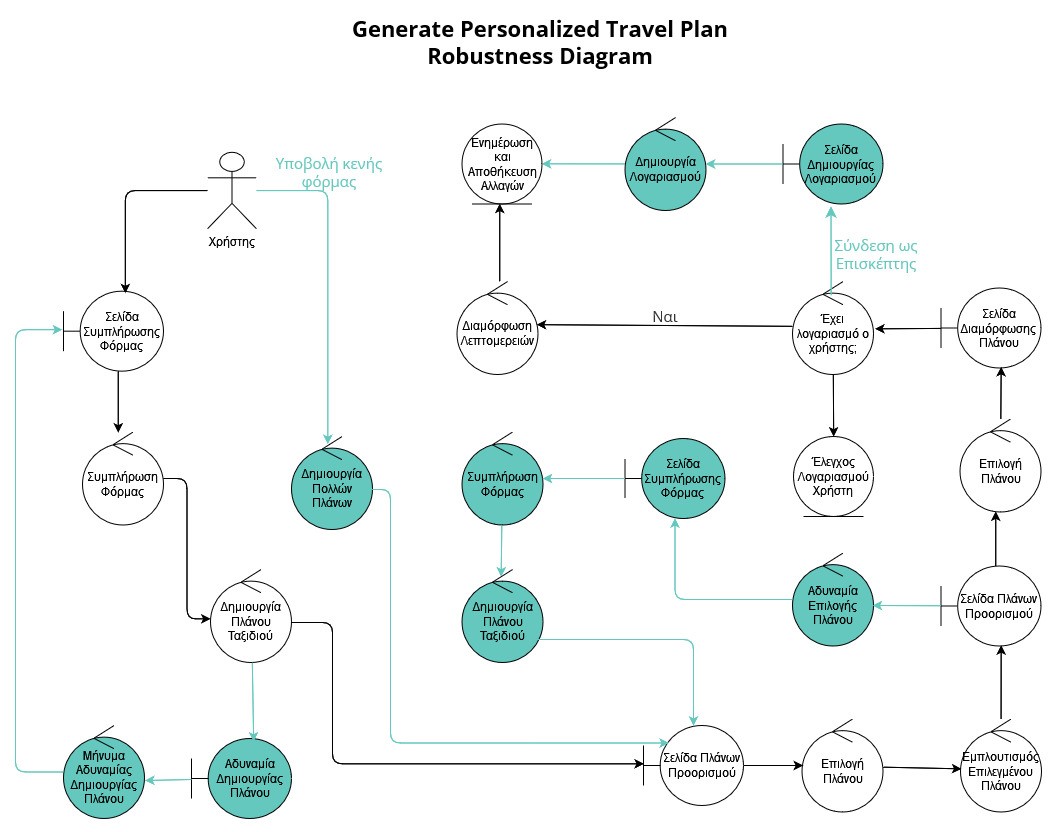 Generate Personalized Travel Plan
Robustness Diagram
Υποβολή κενής
φόρμας
Χρήστης
Ενημέρωση
και
Αποθήκευση
Αλλαγών
Δημιουργία
Λογαριασμού
Σελίδα
Δημιουργίας
Λογαριασμού
Σύνδεση ως
Επισκέπτης
Σελίδα
Συμπλήρωσης
Φόρμας
Διαμόρφωση
Λεπτομερειών
Ναι
Έχει
λογαριασμό ο
χρήστης;
Σελίδα
Διαμόρφωσης
Πλάνου
Συμπλήρωση
Φόρμας
Δημιουργία
Πολλών
Πλάνων
Συμπλήρωση
Φόρμας
Σελίδα
Συμπλήρωσης
Φόρμας
Έλεγχος
Λογαριασμού
Χρήστη
Επιλογή
Πλάνου
Δημιουργία
Πλάνου
Ταξιδιού
Δημιουργία
Πλάνου
Ταξιδιού
Αδυναμία
Επιλογής
Πλάνου
Σελίδα Πλάνων
Προορισμού
Μήνυμα
Αδυναμίας
Δημιουργίας
Πλάνου
Αδυναμία
Δημιουργίας
Πλάνου
Σελίδα Πλάνων
Προορισμού
Επιλογή
Πλάνου
Εμπλουτισμός
Επιλεγμένου
Πλάνου